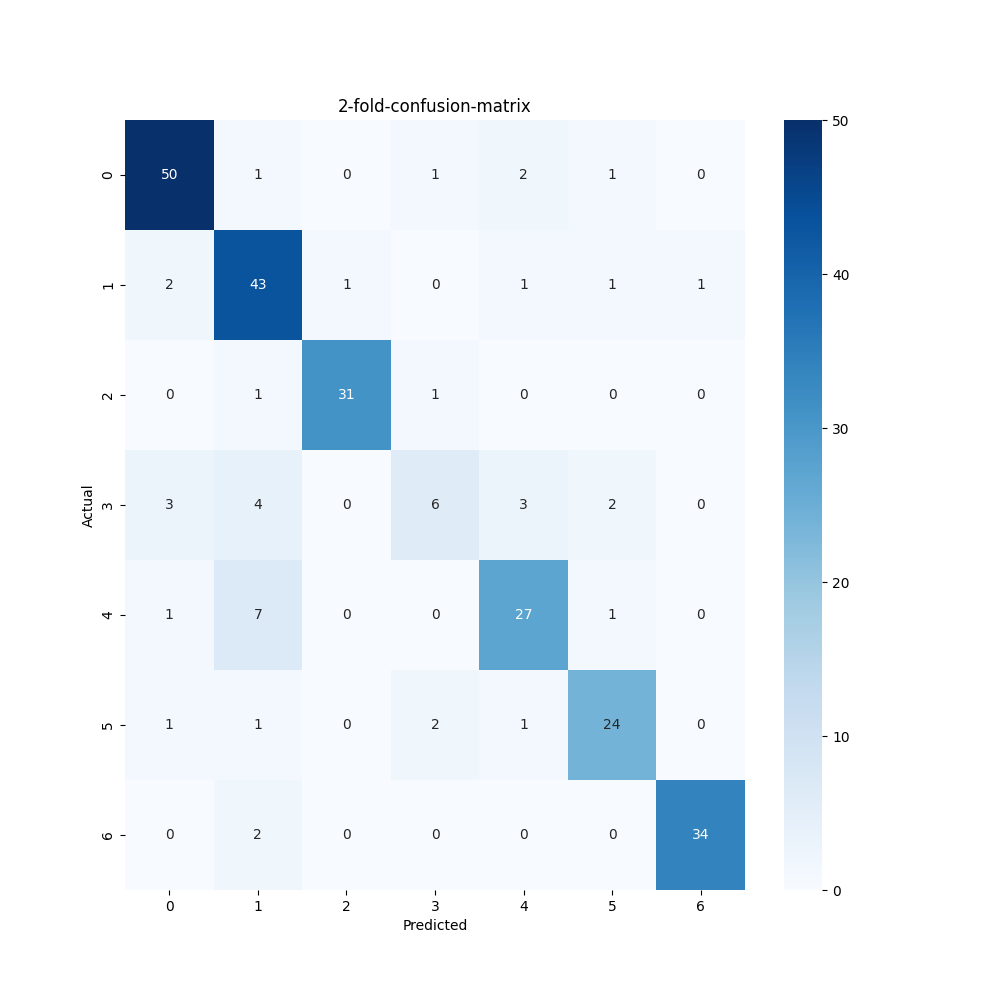 2-fold-confusion-matrix
0 50 1 0 1 2 1 0
1 2 43 1 0 1 1 1
2 0 1 31 1 0 0 0
3 3 4 0 6 3 2 0
4 1 7 0 0 27 1 0
5 1 1 0 2 1 24 0
6 0 2 0 0 0 0 34
0 1 2 3 4 5 6
Predicted
Actual
50
40
30
20
10
0